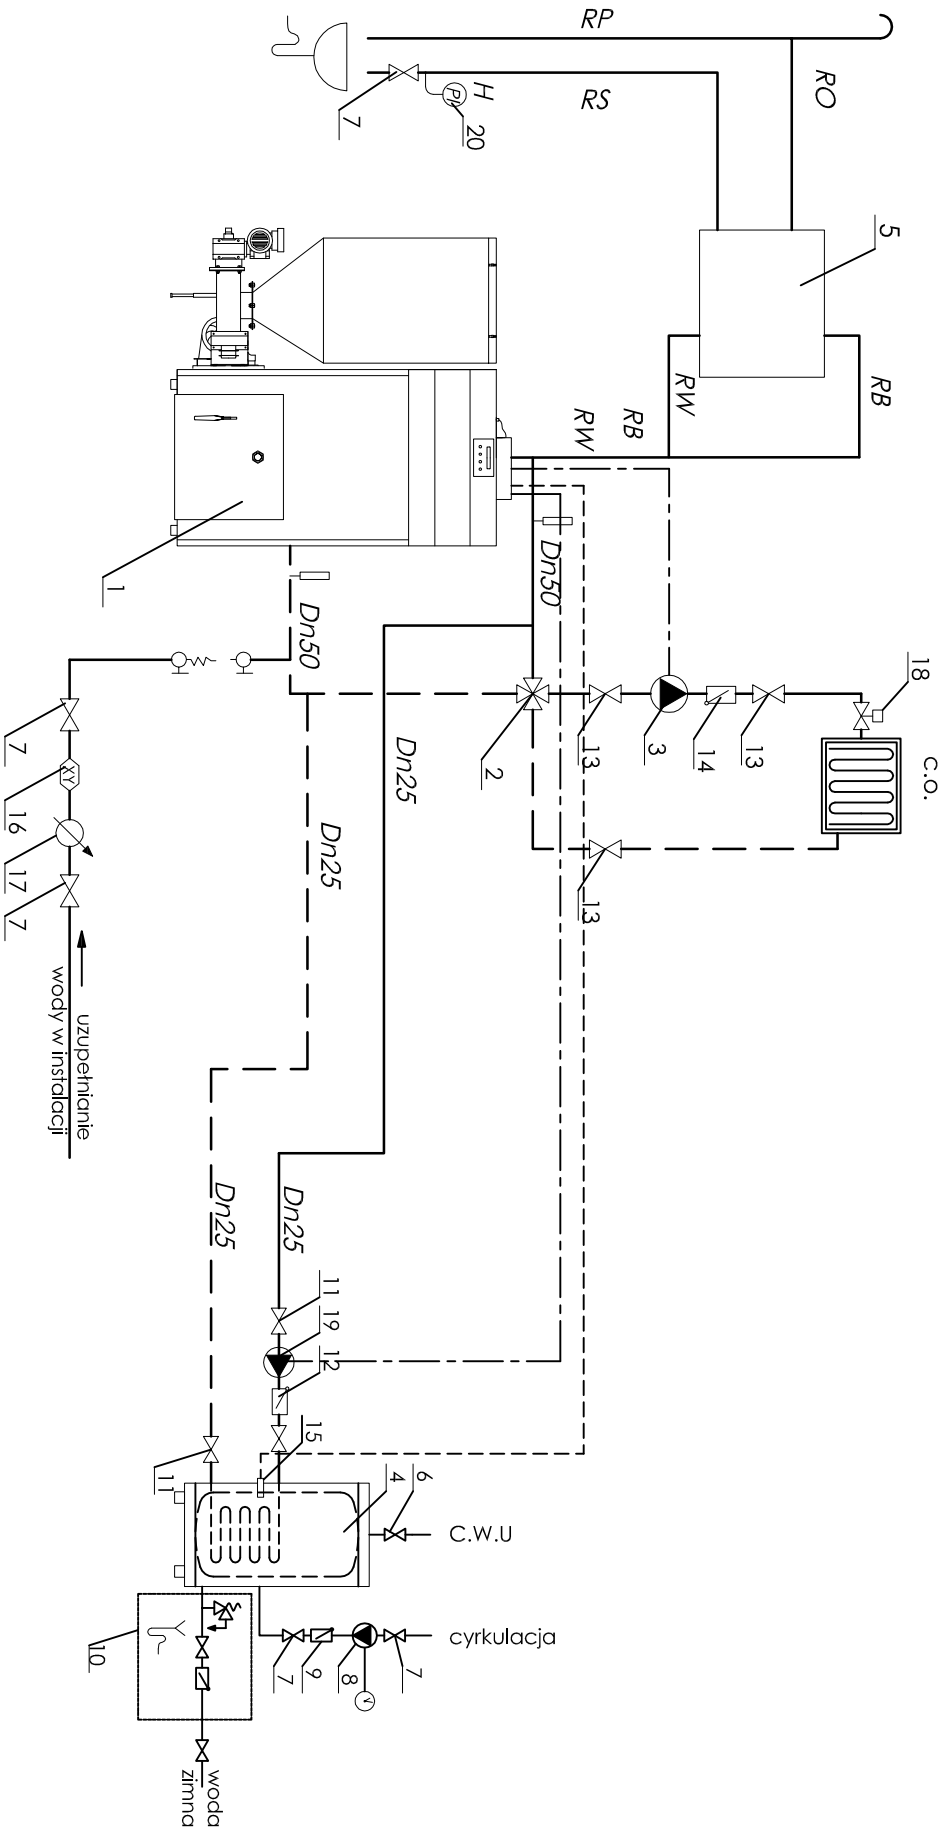 RP
RO
RS
H
PI
20
7
5
RB
RW
RB
RW
1
Dn50
Dn50
18
C.O.
13
14
3
13
2
13
Dn25
Dn25
7
XY
16
17
7
uzupełnianie
wody w instalacji
Dn25
Dn25
11
19
12
15
11
4
6
C.W.U
cyrkulacja
7
8
9
7
10
woda
zimna